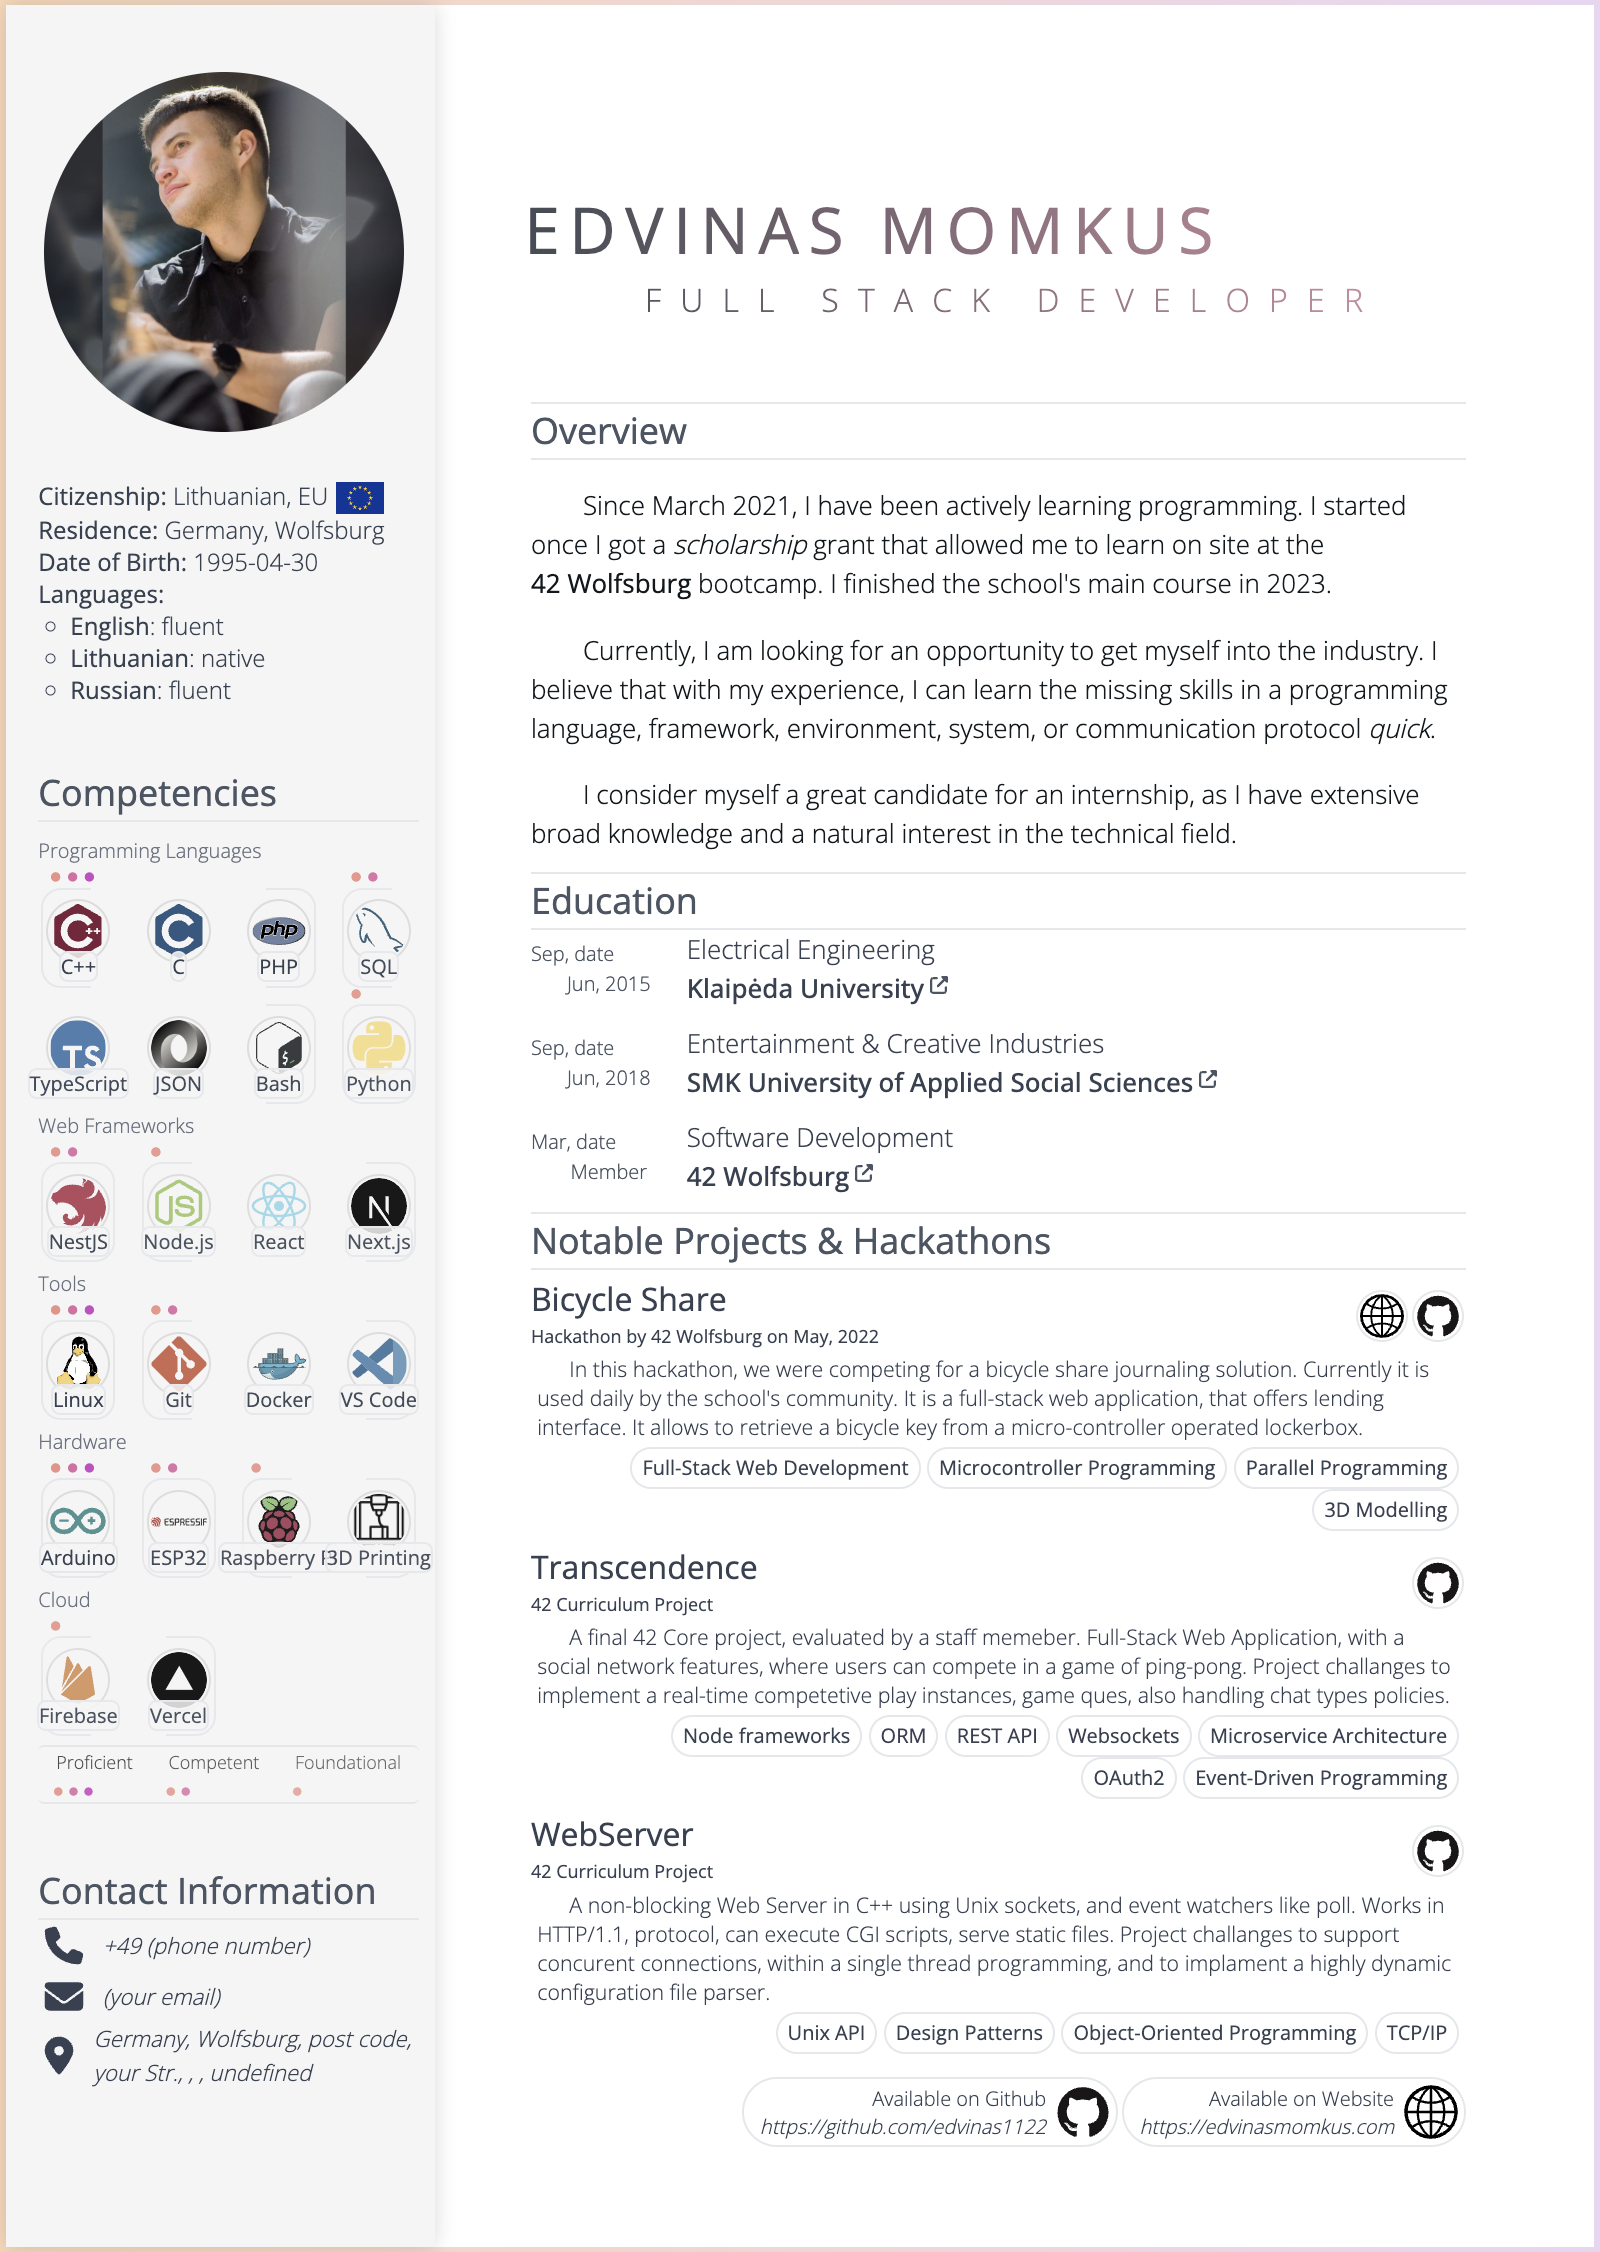 EDVINAS MOMKUS
FULL STACK DEVELOPER
Citizenship: Lithuanian, EU
Residence: Germany, Wolfsburg
Date of Birth: 1995-04-30
Languages:
English: fluent
Lithuanian: native
Russian: fluent
Competencies
Programming Languages
C++
C
PHP
SQL
TypeScript
JSON
Bash
Python
Web Frameworks
NestJS
Node.js
React
Next.js
Tools
Linux
Git
Docker
VS Code
Hardware
Arduino
ESPRESSIF
ESP32
Raspberry
3D Printing
Cloud
Firebase
Vercel
Proficient
Competent
Foundational
Contact Information
+49 (phone number)
(your email)
Germany, Wolfsburg, post code,
your Str., , , undefined
Overview
Since March 2021, I have been actively learning programming. I started
once I got a scholarship grant that allowed me to learn on site at the
42 Wolfsburg bootcamp. I finished the school's main course in 2023.
Currently, I am looking for an opportunity to get myself into the industry. I
believe that with my experience, I can learn the missing skills in a programming
language, framework, environment, system, or communication protocol quick.
I consider myself a great candidate for an internship, as I have extensive
broad knowledge and a natural interest in the technical field.
Education
Sep, date
Jun, 2015
Electrical Engineering
Klaipėda University
Sep, date
Jun, 2018
Entertainment & Creative Industries
SMK University of Applied Social Sciences
Mar, date
Member
Software Development
42 Wolfsburg
Notable Projects & Hackathons
Bicycle Share
Hackathon by 42 Wolfsburg on May, 2022
In this hackathon, we were competing for a bicycle share journaling solution. Currently it is
used daily by the school's community. It is a full-stack web application, that offers lending
interface. It allows to retrieve a bicycle key from a micro-controller operated lockerbox.
Full-Stack Web Development
Microcontroller Programming
Parallel Programming
3D Modelling
Transcendence
42 Curriculum Project
A final 42 Core project, evaluated by a staff memeber. Full-Stack Web Application, with a
social network features, where users can compete in a game of ping-pong. Project challanges to
implement a real-time competetive play instances, game ques, also handling chat types policies.
Node frameworks
ORM
REST API
Websockets
Microservice Architecture
OAuth2
Event-Driven Programming
WebServer
42 Curriculum Project
A non-blocking Web Server in C++ using Unix sockets, and event watchers like poll. Works in
HTTP/1.1, protocol, can execute CGI scripts, serve static files. Project challanges to support
concurent connections, within a single thread programming, and to implament a highly dynamic
configuration file parser.
Unix API
Design Patterns
Object-Oriented Programming
TCP/IP
Available on Github
https://github.com/edvinas1122
Available on Website
https://edvinasmomkus.com